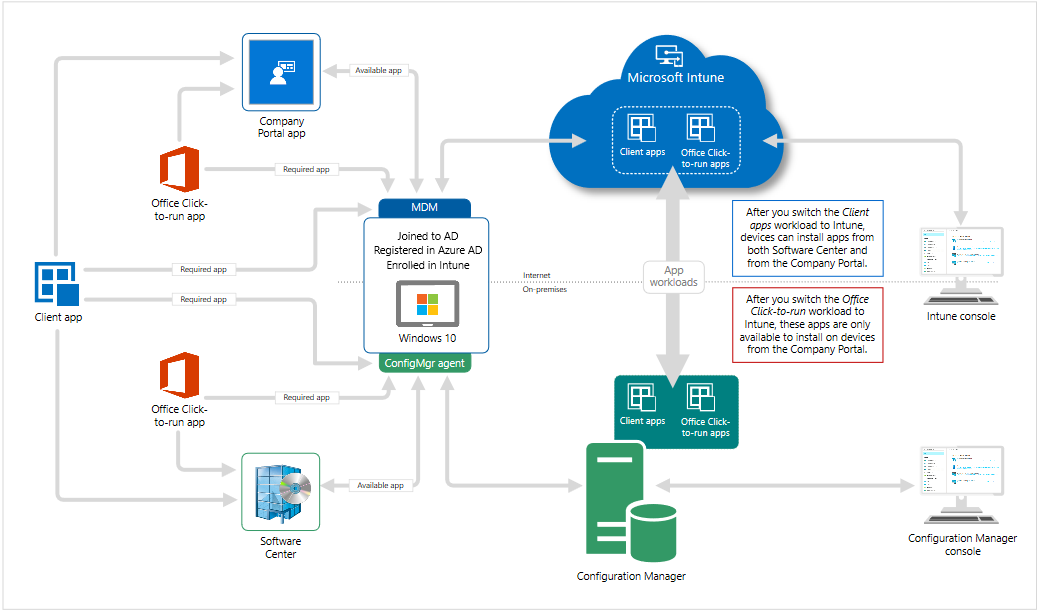 Company
Portal app
Available app
Microsoft Intune
Client apps
Office Click-
to-run apps
Office Click-
to-run app
Required app
MDM
Joined to AD
Registered in Azure AD
Enrolled in Intune
Windows 10
ConfigMgr agent
After you switch the Client
apps workload to Intune,
devices can install apps from
both Software Center and
from the Company Portal.
Required app
Client app
Required app
Internet
On-premises
App
workloads
After you switch the Office
Click-to-run workload to
Intune, these apps are only
available to install on devices
from the Company Portal.
Intune console
Office Click-
to-run app
Required app
Client apps
Office Click-
to-run apps
Software
Center
Available app
Configuration Manager
Configuration Manager
console